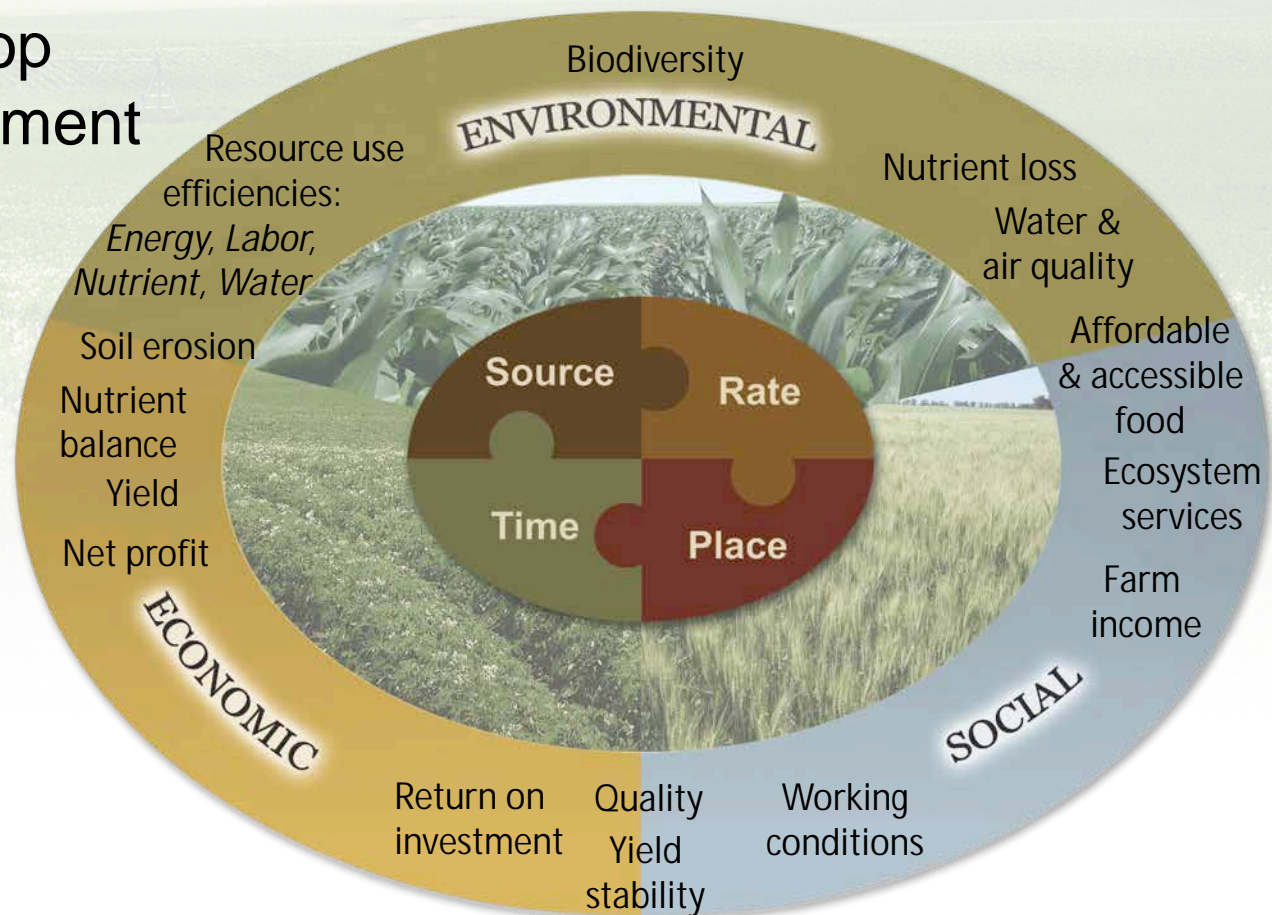 Biodiversity
ENVIRONMENTAL
Resource use
efficiencies:
Energy, Labor,
Nutrient, Water
Nutrient loss
Water &
air quality
Soil erosion
Nutrient
balance
Yield
Net profit
ECONOMIC
Source
Rate
Time
Place
Affordable
& accessible
food
Ecosystem
services
Farm
income
SOCIAL
Return on
investment
Quality
Yield
stability
Working
conditions